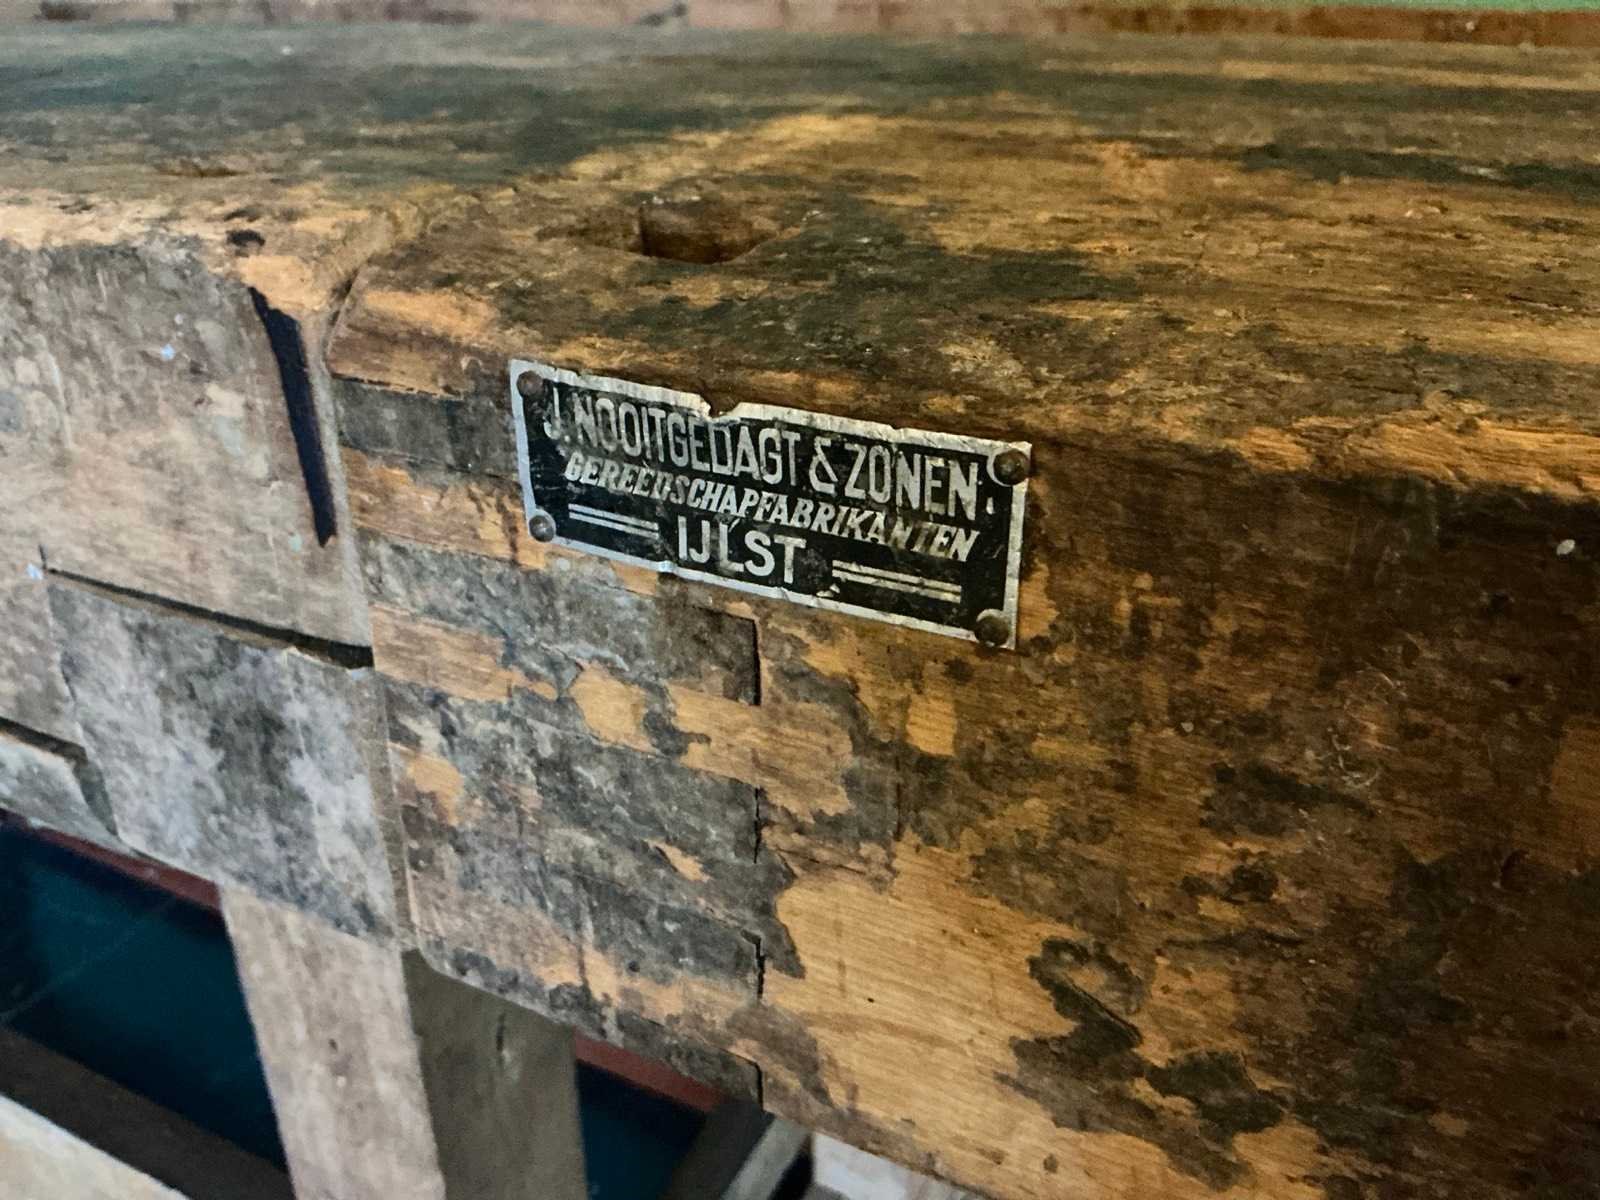 J. NOOITGEDAGT & ZONEN.
GEREEDSCHAPFABRIKANTEN
IJLST